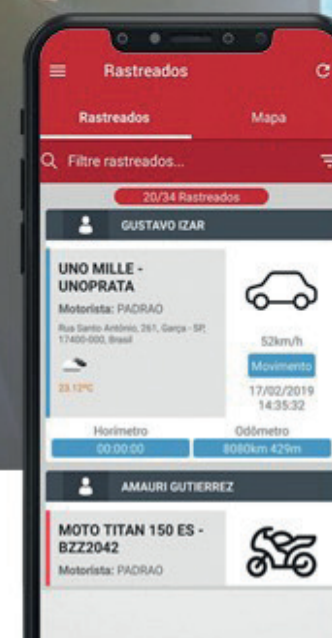 Rastreados
Rastreados
Mapa
Filtre rastreados...
20/34 Rastreados
GUSTAVO IZAR
UNO MILLE -
UNOPRATA
Motorista: PADRAO
Rua Santo Antônio, 261, Garça - SP,
17400-000, Brasil
23.12°C
52km/h
Movimento
17/02/2019
14:35:32
Horímetro
00:00:00
Odômetro
8080km 429m
AMAURI GUTIERREZ
MOTO TITAN 150 ES -
BZZ2042
Motorista: PADRAO